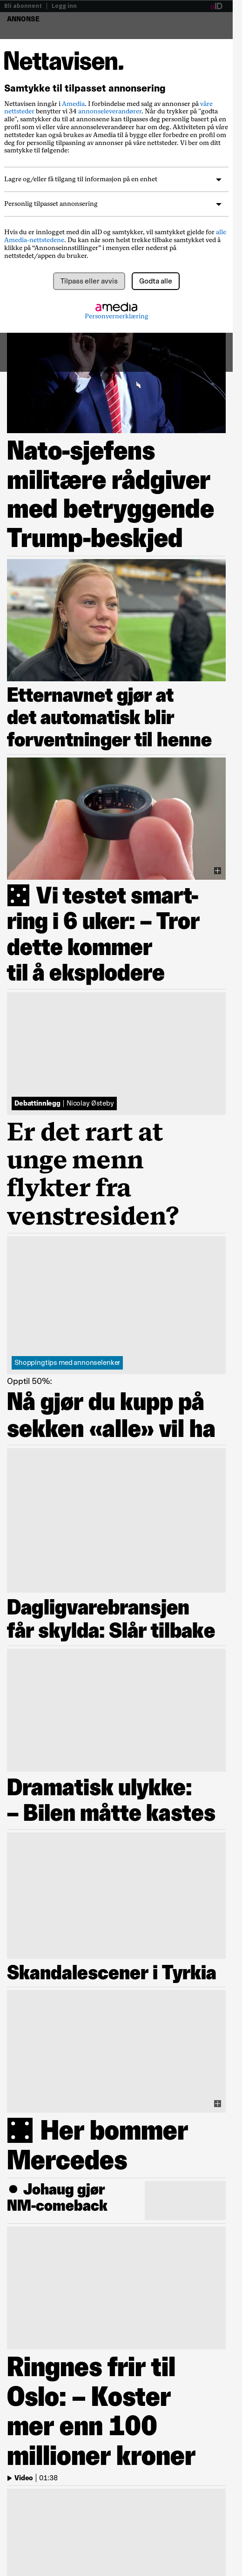 Bli abonnent | Logg inn
aID
ANNONSE
Nettavisen.
Samtykke til tilpasset annonsering
Nettavisen inngår i Amedia. I forbindelse med salg av annonser på våre
nettsteder benytter vi 34 annonseleverandører. Når du trykker på "godta
alle", samtykker du til at annonsene kan tilpasses deg personlig basert på en
profil som vi eller våre annonseleverandører har om deg. Aktiviteten på våre
nettsteder kan også brukes av Amedia til å bygge eller forbedre en profil om
deg for personlig tilpasning av annonser på våre nettsteder. Vi ber om ditt
samtykke til følgende:
Lagre og/eller få tilgang til informasjon på en enhet
Personlig tilpasset annonsering
Hvis du er innlogget med din aID og samtykker, vil samtykket gjelde for alle
Amedia-nettstedene. Du kan når som helst trekke tilbake samtykket ved å
klikke på "Annonseinnstillinger" i menyen eller nederst på
nettstedet/appen du bruker.
Tilpass eller avvis
Godta alle
amedia
Personvernerklæring
Nato-sjefens
militære rådgiver
med betryggende
Trump-beskjed
Etternavnet gjør at
det automatisk blir
forventninger til henne
Vi testet smart-
ring i 6 uker: – Tror
dette kommer
til å eksplodere
Debattinnlegg | Nicolay Østeby
Er det rart at
unge menn
flykter fra
venstresiden?
Shoppingtips med annonselenker
Opptil 50%:
Nå gjør du kupp på
sekken «alle» vil ha
Dagligvarebransjen
får skylda: Slår tilbake
Dramatisk ulykke:
– Bilen måtte kastes
Skandalescener i Tyrkia
Her bommer
Mercedes
Johaug gjør
NM-comeback
Ringnes frir til
Oslo: – Koster
mer enn 100
millioner kroner
Video | 01:38